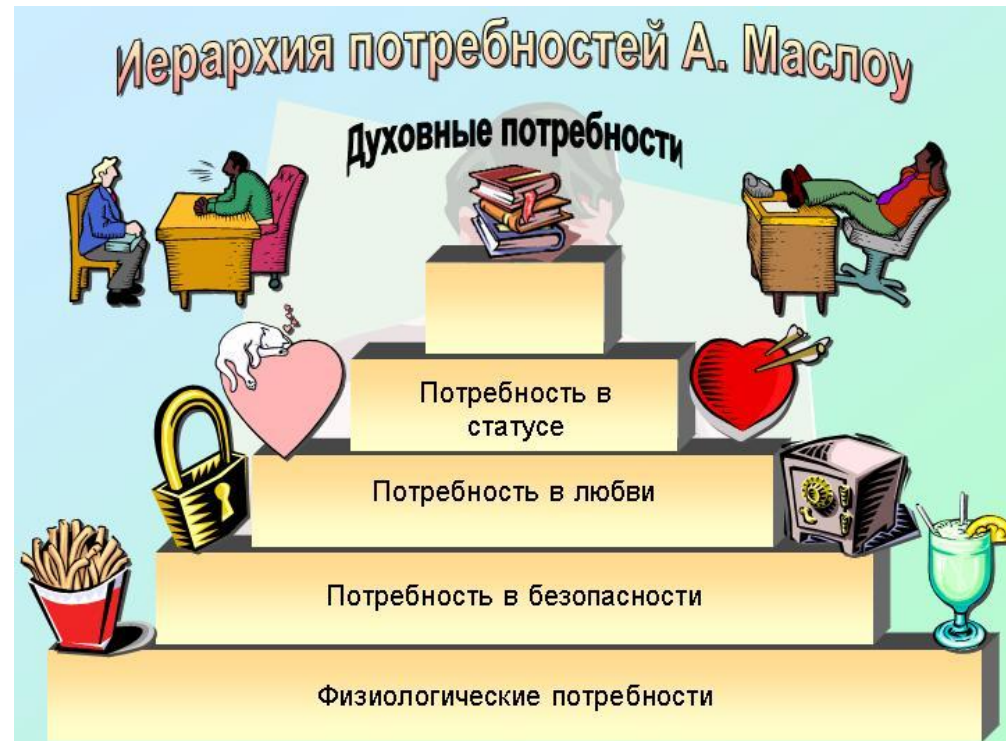 Иерархия потребностей А. Маслоу
Духовные потребности
Потребность в
статусе
Потребность в любви
Потребность в безопасности
Физиологические потребности